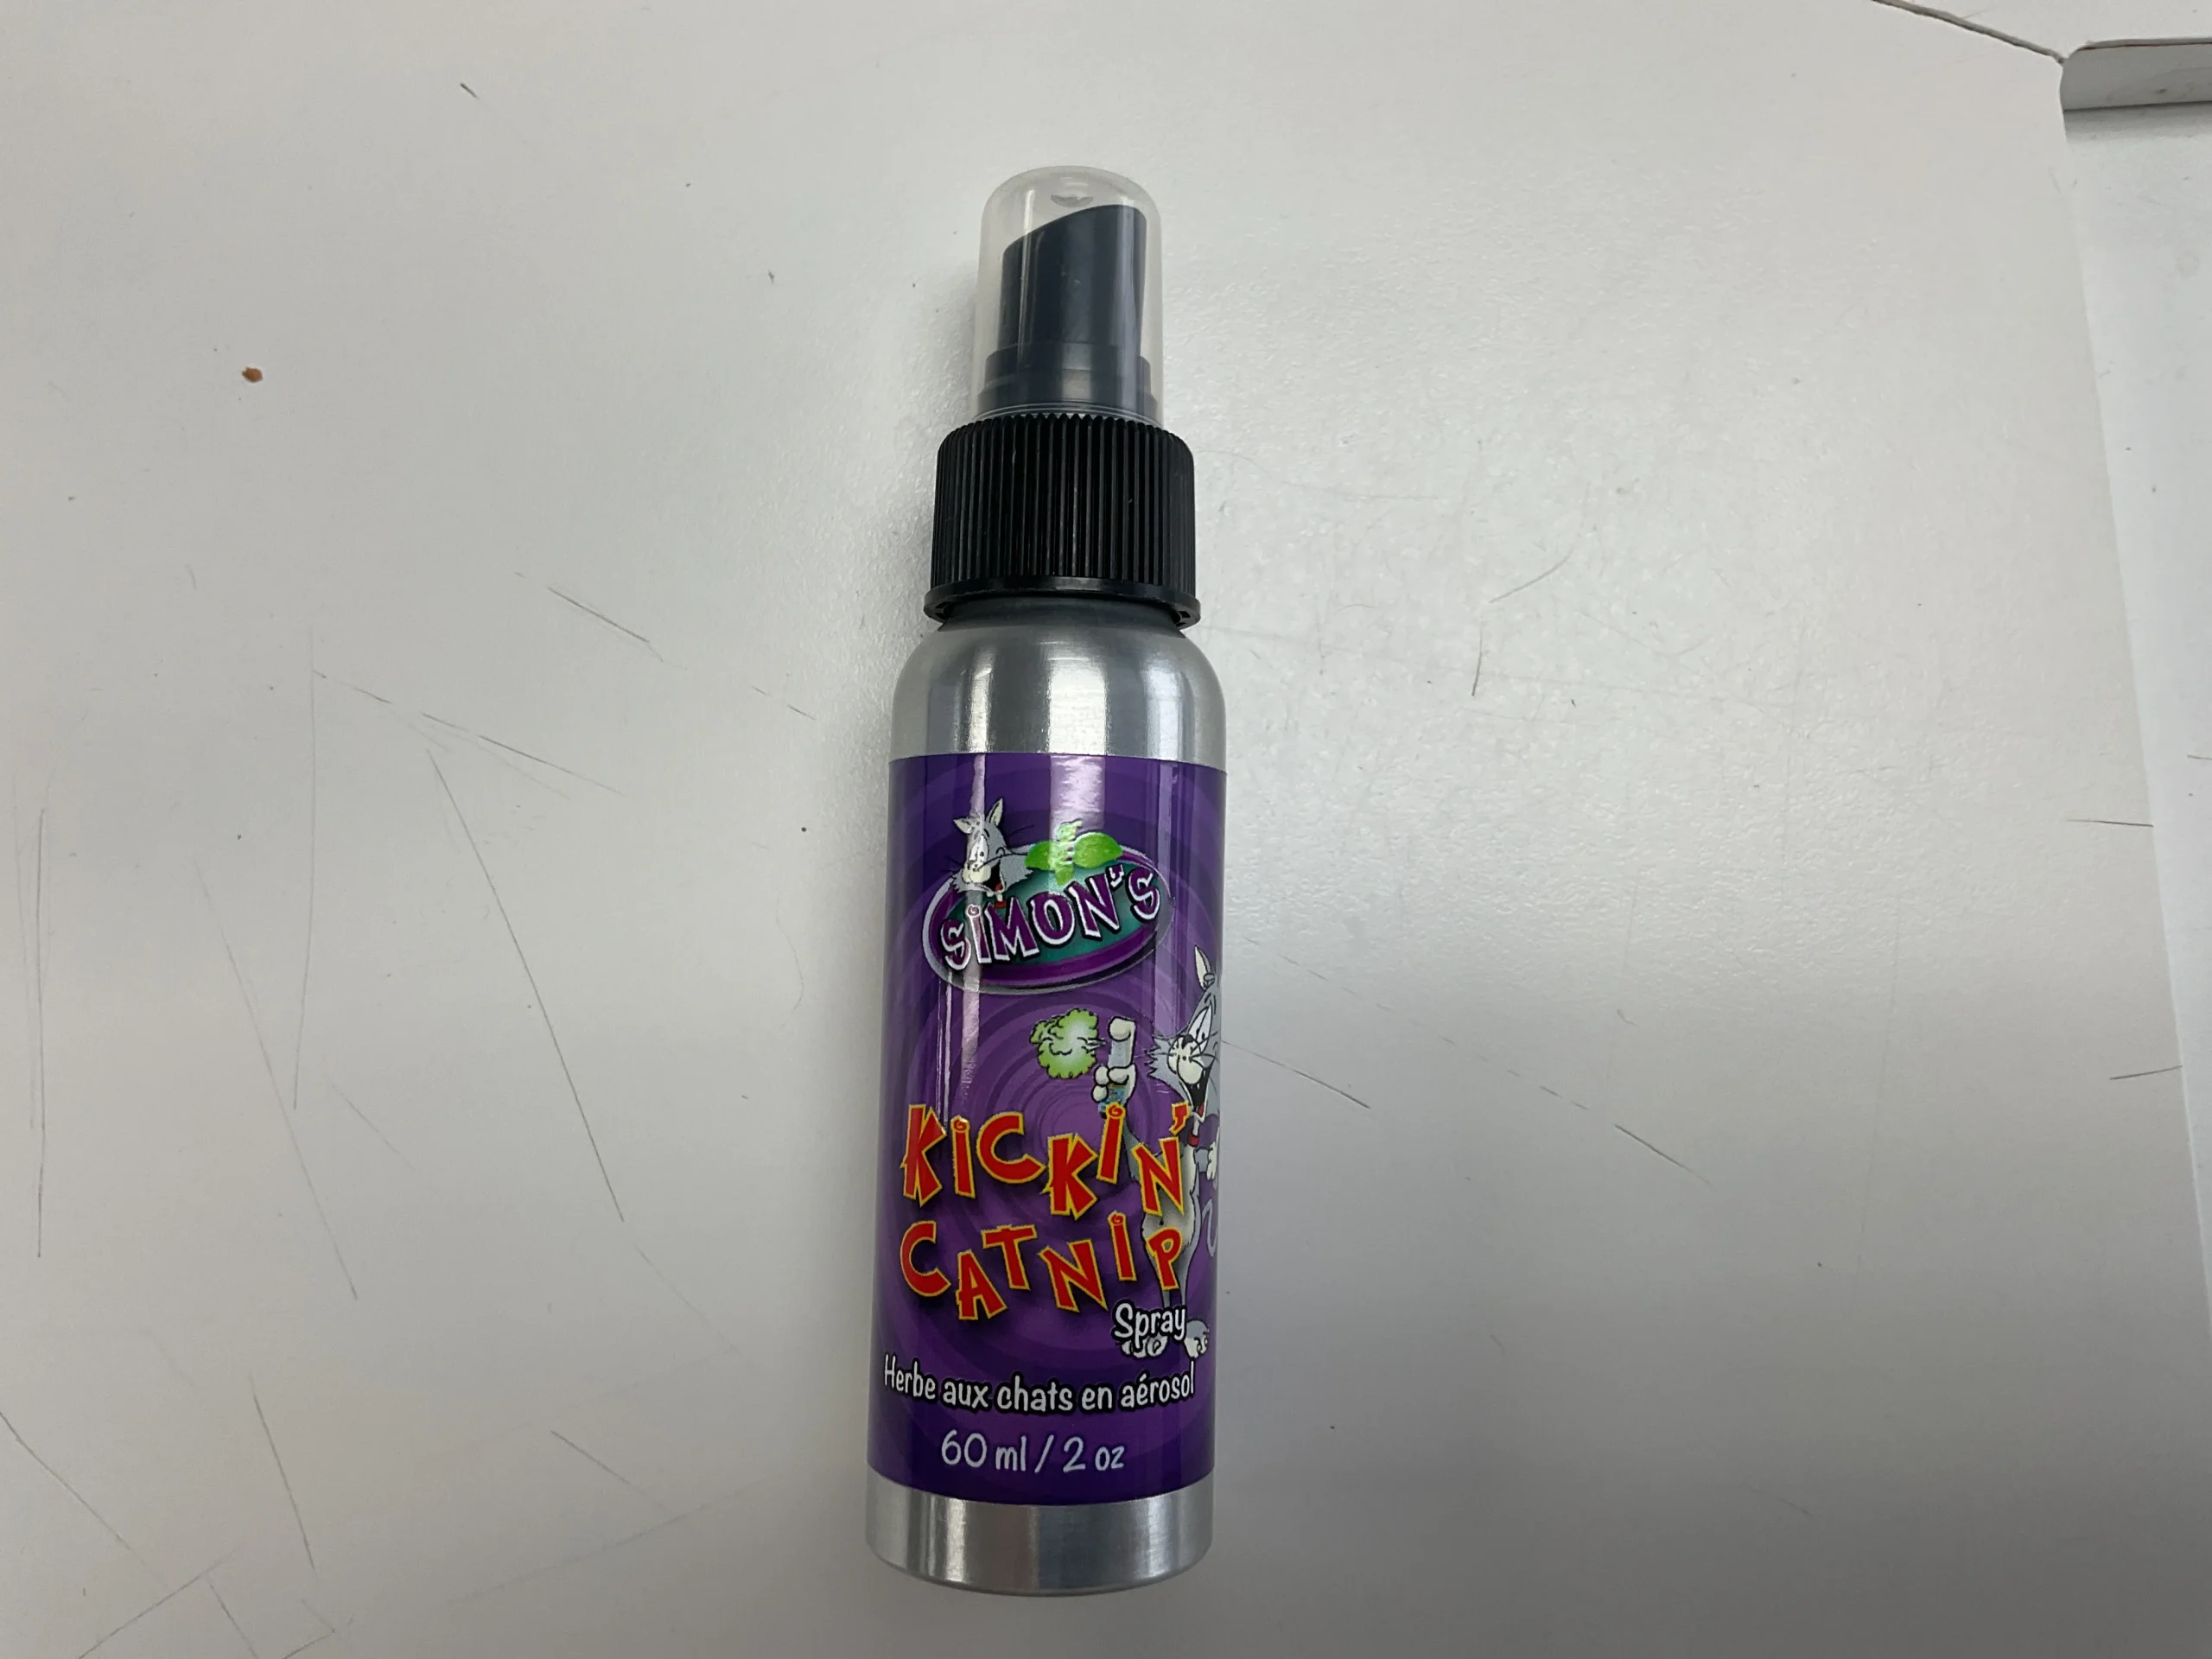 SIMON'S
KICKIN'
CATNIP
Spray
Herbe aux chats en aérosol
60 ml / 2 oz